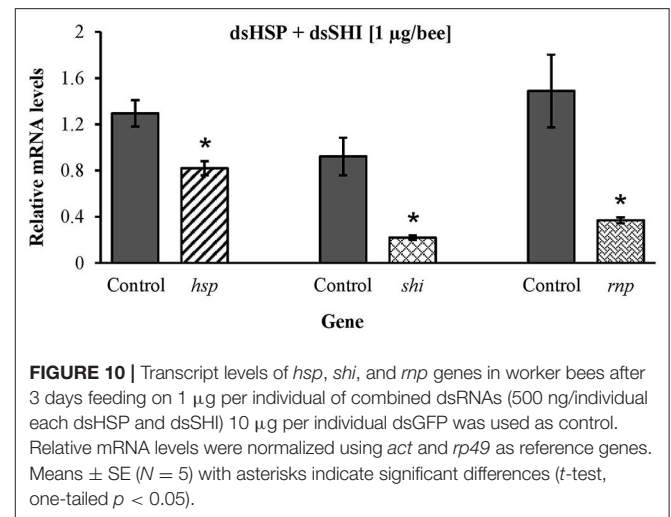 dsHSP + dsSHI [1 µg/bee]
Relative mRNA levels
2
1.6
1.2
0.8
0.4
0
*
*
*
Control hsp Control shi Control rnp
Gene
FIGURE 10 | Transcript levels of hsp, shi, and rnp genes in worker bees after
3 days feeding on 1 µg per individual of combined dsRNAs (500 ng/individual
each dsHSP and dsSHI) 10 µg per individual dsGFP was used as control.
Relative mRNA levels were normalized using act and rp49 as reference genes.
Means ± SE (N = 5) with asterisks indicate significant differences (t-test,
one-tailed p < 0.05).